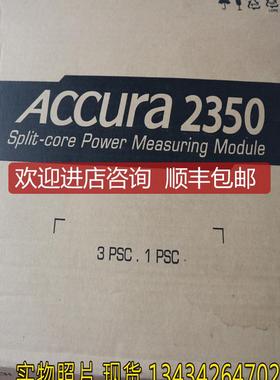 ACCURA 2350
Split-core Power Measuring Module
欢迎进店咨询 顺丰包邮
3 PSC . 1 PSC
实物照片 现货 13434264702